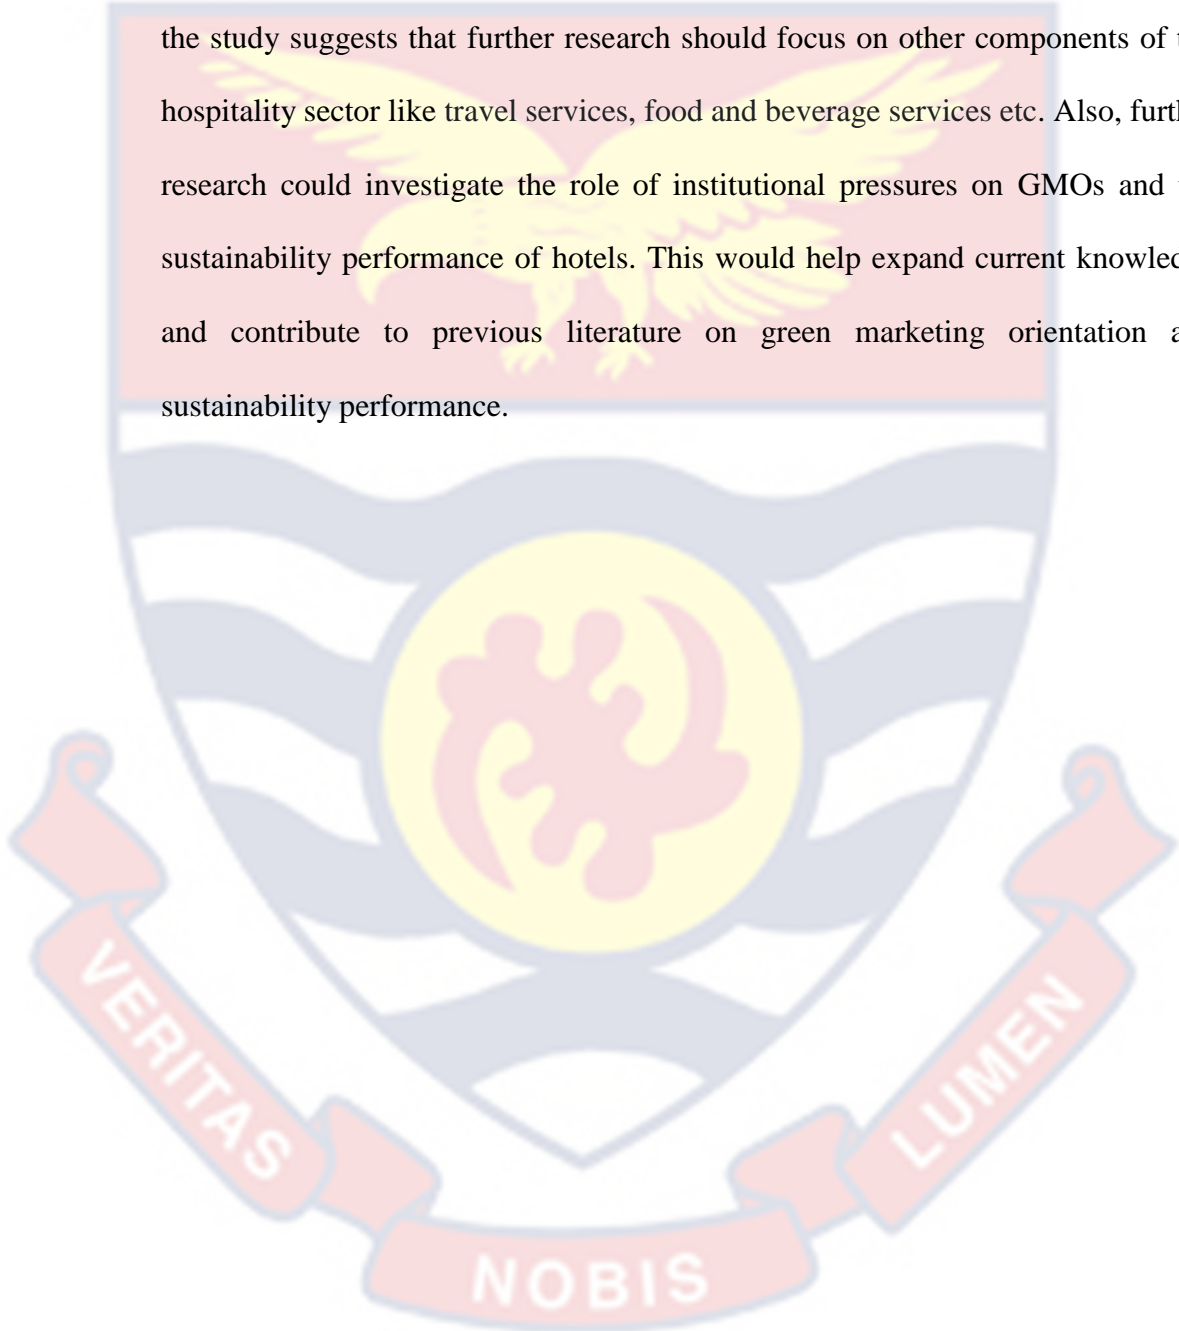 the study suggests that further research should focus on other components of
hospitality sector like travel services, food and beverage services etc. Also,
research could investigate the role of institutional pressures on GMOs and
sustainability performance of hotels. This would help expand current
and contribute to previous literature on green marketing orientation
sustainability performance.
VERITAS
NOBIS
LUMEN